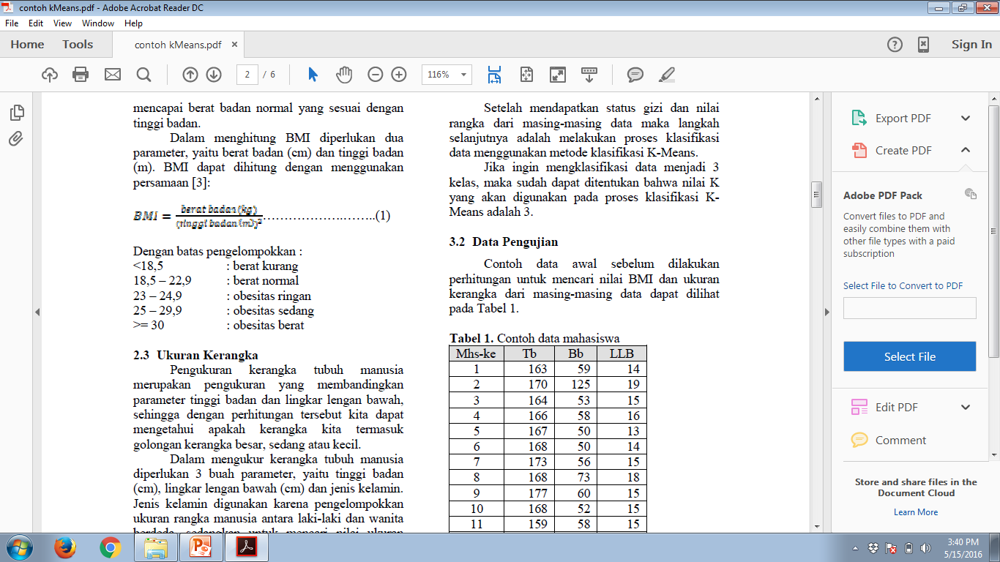 contoh kMeans.pdf - Adobe Acrobat Reader DC
File Edit View Window Help
Home Tools contoh kMeans.pdf × Sign In
2 / 6 116%
mencapai berat badan normal yang sesuai dengan
tinggi badan.
Dalam menghitung BMI diperlukan dua
parameter, yaitu berat badan (cm) dan tinggi badan
(m). BMI dapat dihitung dengan menggunakan
persamaan [3]:
BMI = berat badan (kg)
(tinggi badan (m))² ……………….……..(1)
Dengan batas pengelompokkan :
<18,5 : berat kurang
18,5 – 22,9 : berat normal
23 – 24,9 : obesitas ringan
25 – 29,9 : obesitas sedang
>= 30 : obesitas berat
2.3 Ukuran Kerangka
Pengukuran kerangka tubuh manusia
merupakan pengukuran yang membandingkan
parameter tinggi badan dan lingkar lengan bawah,
sehingga dengan perhitungan tersebut kita dapat
mengetahui apakah kerangka kita termasuk
golongan kerangka besar, sedang atau kecil.
Dalam mengukur kerangka tubuh manusia
diperlukan 3 buah parameter, yaitu tinggi badan
(cm), lingkar lengan bawah (cm) dan jenis kelamin.
Jenis kelamin digunakan karena pengelompokkan
ukuran rangka manusia antara laki-laki dan wanita
berbeda, sedangkan untuk mencari nilai ukuran
Setelah mendapatkan status gizi dan nilai
rangka dari masing-masing data maka langkah
selanjutnya adalah melakukan proses klasifikasi
data menggunakan metode klasifikasi K-Means.
Jika ingin mengklasifikasi data menjadi 3
kelas, maka sudah dapat ditentukan bahwa nilai K
yang akan digunakan pada proses klasifikasi K-
Means adalah 3.
3.2 Data Pengujian
Contoh data awal sebelum dilakukan
perhitungan untuk mencari nilai BMI dan ukuran
kerangka dari masing-masing data dapat dilihat
pada Tabel 1.
Tabel 1. Contoh data mahasiswa
Mhs-ke Tb Bb LLB
1 163 59 14
2 170 125 19
3 164 53 15
4 166 58 16
5 167 50 13
6 168 50 14
7 173 56 15
8 168 73 18
9 177 60 15
10 168 52 15
11 159 58 15
Export PDF
Create PDF
Adobe PDF Pack
Convert files to PDF and
easily combine them with
other file types with a paid
subscription
Select File to Convert to PDF
Select File
Edit PDF
Comment
Store and share files in the
Document Cloud
Learn More
3:40 PM
5/15/2016